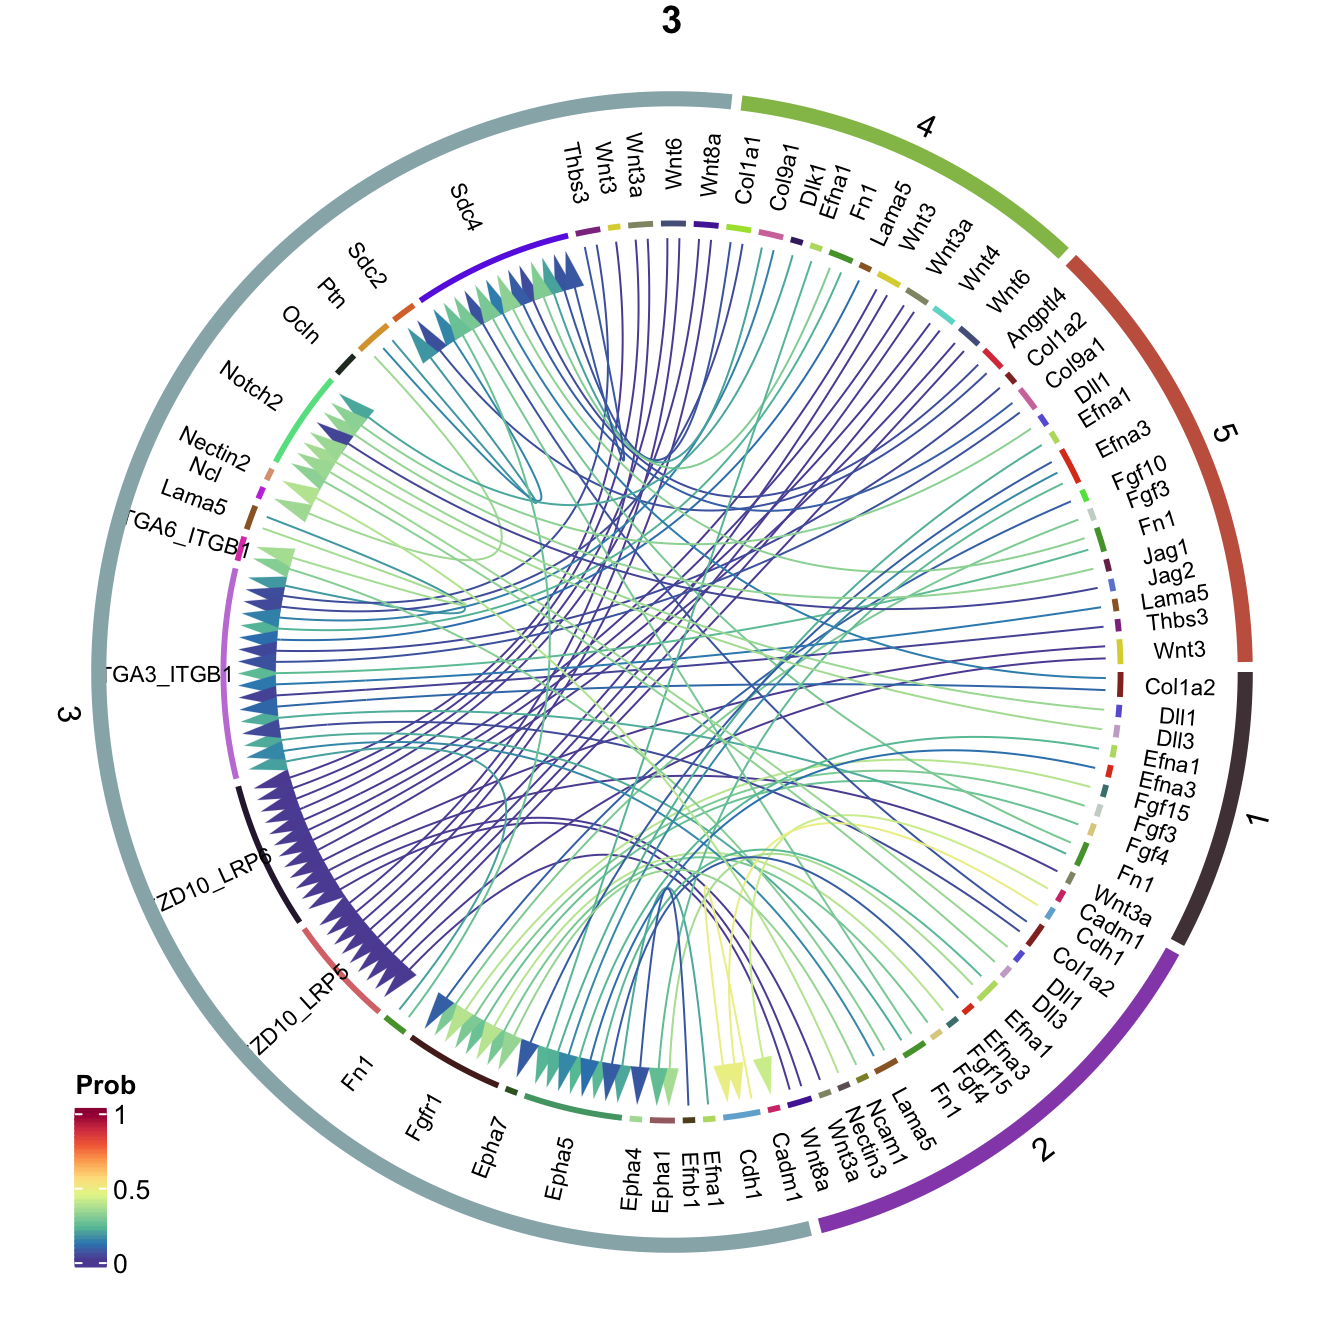 3
4
5
1
2
3
Thbs3
Wnt3
Wnt3a
Wnt6
Wnt8a
Col1a1
Col9a1
Dlk1
Efna1
Fn1
Lama5
Wnt3
Wnt3a
Wnt4
Wnt6
Angptl4
Col1a2
Col9a1
Dll1
Efna1
Efna3
Fgf10
Fgf3
Fn1
Jag1
Jag2
Lama5
Thbs3
Wnt3
Col1a2
Dll1
Dll3
Efna1
Efna3
Fgf15
Fgf3
Fgf4
Fn1
Wnt3a
Cadm1
Cdh1
Col1a2
Dll1
Dll3
Efna1
Efna3
Fgf15
Fgf4
Fn1
Lama5
Ncam1
Nectin3
Wnt3a
Wnt8a
Cadm1
Cdh1
Efna1
Efnb1
Epha1
Epha4
Epha5
Epha7
Fgfr1
Fn1
ZD10_LRP5
ZD10_LRP6
TGA3_ITGB1
TGA6_ITGB1
Lama5
Ncl
Nectin2
Notch2
Ocln
Ptn
Sdc2
Sdc4
Prob
1
0.5
0